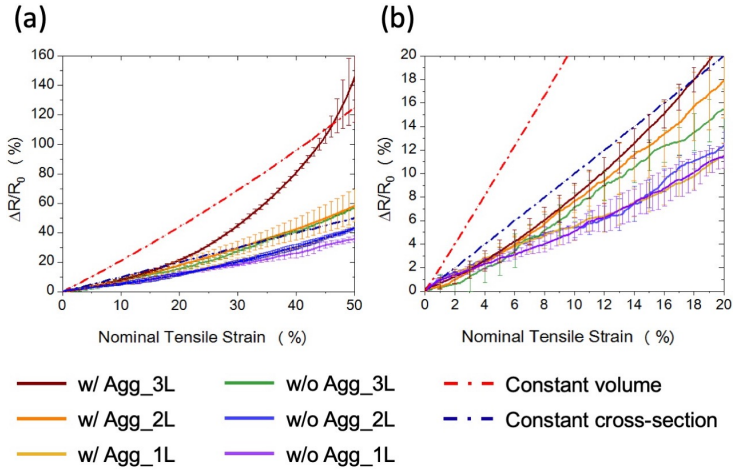 (a)
(b)
160
140
120
100
80
60
40
20
0
ΔR/R0 (%)
0 10 20 30 40 50
Nominal Tensile Strain (%)
20
18
16
14
12
10
8
6
4
2
0
ΔR/R0 (%)
0 2 4 6 8 10 12 14 16 18 20
Nominal Tensile Strain (%)
w/ Agg_3L
w/o Agg_3L
Constant volume
w/ Agg_2L
w/o Agg_2L
Constant cross-section
w/ Agg_1L
w/o Agg_1L